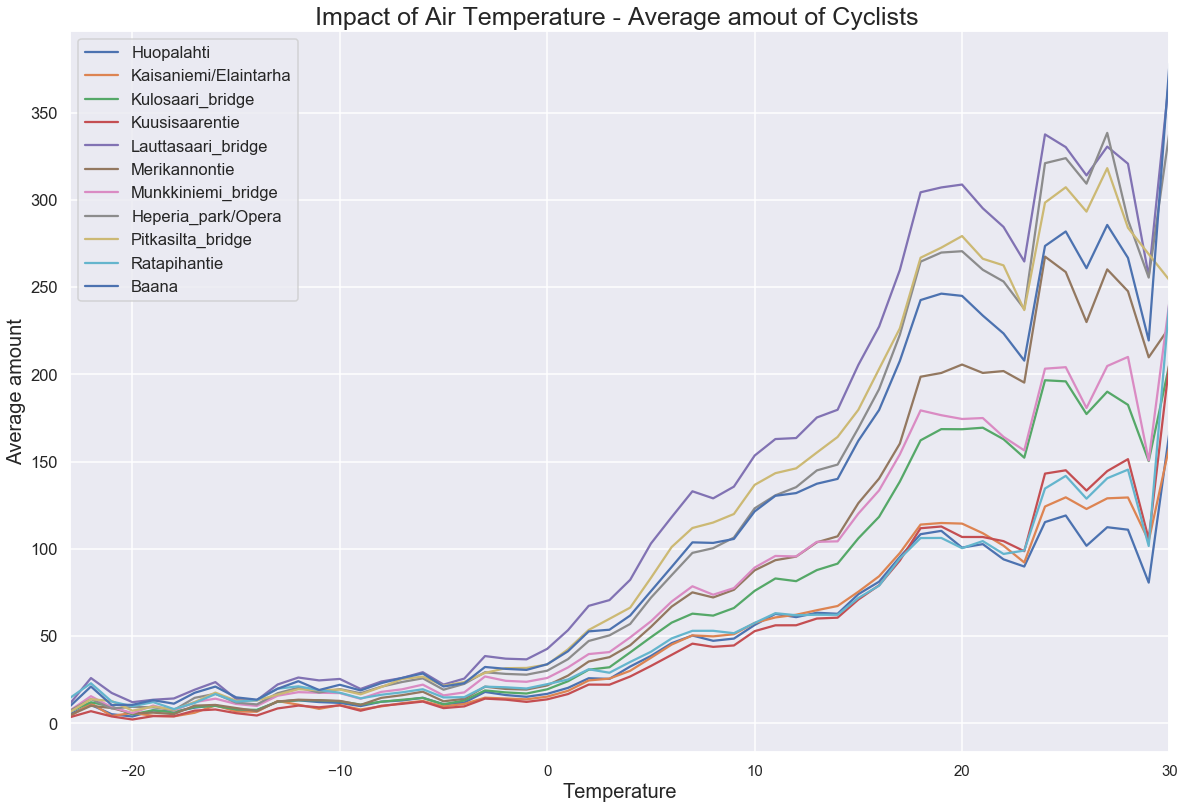 Impact of Air Temperature - Average amout of Cyclists
Huopalahti
Kaisaniemi/Elaintarha
Kulosaari_bridge
Kuusisaarentie
Lauttasaari_bridge
Merikannontie
Munkkiniemi_bridge
Heperia_park/Opera
Pitkasilta_bridge
Ratapihantie
Baana
Average amount
350
300
250
200
150
100
50
0
−20
−10
0
10
20
30
Temperature